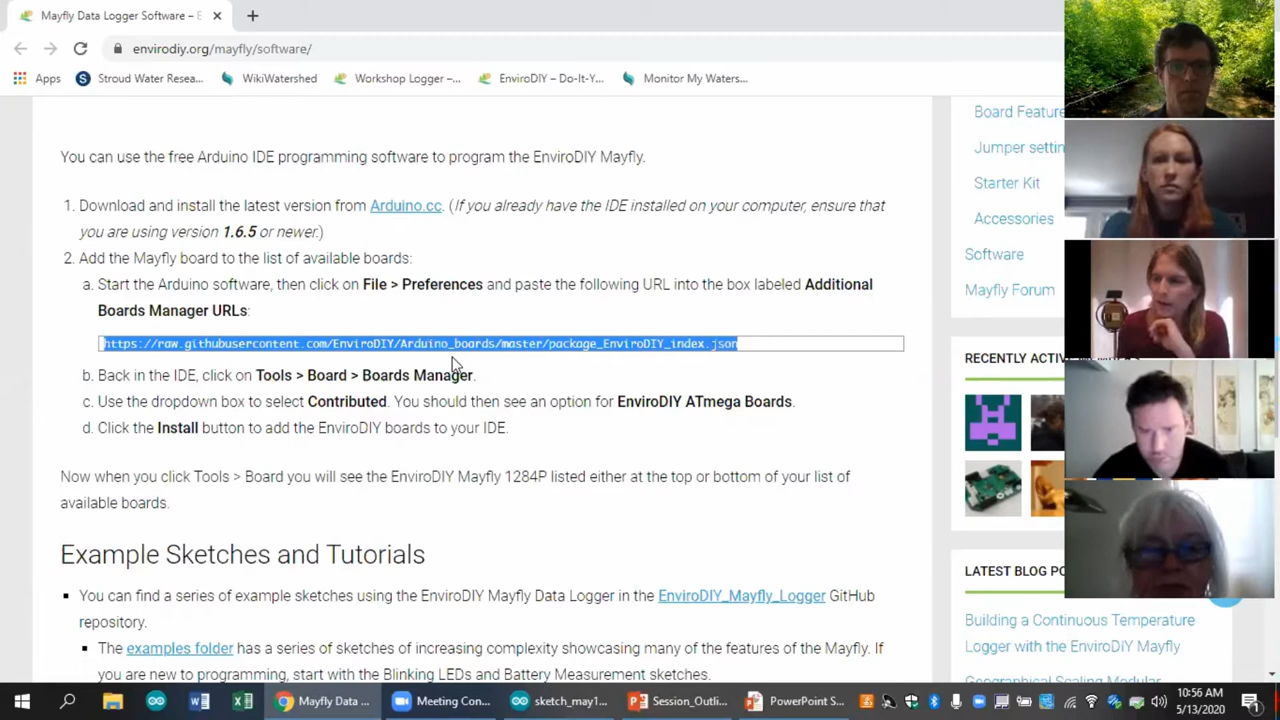 Mayfly Data Logger Software – E
envirodiy.org/mayfly/software/
Apps
Stroud Water Resea...
WikiWatershed
Workshop Logger –...
EnviroDIY – Do-It-Y...
Monitor My Waters...
You can use the free Arduino IDE programming software to program the EnviroDIY Mayfly.
1. Download and install the latest version from Arduino.cc. (If you already have the IDE installed on your computer, ensure that
you are using version 1.6.5 or newer.)
2. Add the Mayfly board to the list of available boards:
a. Start the Arduino software, then click on File > Preferences and paste the following URL into the box labeled Additional
Boards Manager URLs:
https://raw.githubusercontent.com/EnviroDIY/Arduino_boards/master/package_EnviroDIY_index.json
b. Back in the IDE, click on Tools > Board > Boards Manager.
c. Use the dropdown box to select Contributed. You should then see an option for EnviroDIY ATmega Boards.
d. Click the Install button to add the EnviroDIY boards to your IDE.
Now when you click Tools > Board you will see the EnviroDIY Mayfly 1284P listed either at the top or bottom of your list of
available boards.
Example Sketches and Tutorials
▪ You can find a series of example sketches using the EnviroDIY Mayfly Data Logger in the EnviroDIY_Mayfly_Logger GitHub
repository.
▪ The examples folder has a series of sketches of increasing complexity showcasing many of the features of the Mayfly. If
you are new to programming, start with the Blinking LEDs and Battery Measurement sketches.
Board Feature
Jumper settin
Starter Kit
Accessories
Software
Mayfly Forum
RECENTLY ACTIVE
LATEST BLOG PO
Building a Continuous Temperature
Logger with the EnviroDIY Mayfly
Geographical Scaling Modular
Mayfly Data ...
Meeting Con...
sketch_may1...
Session_Outli...
PowerPoint S...
10:56 AM
5/13/2020